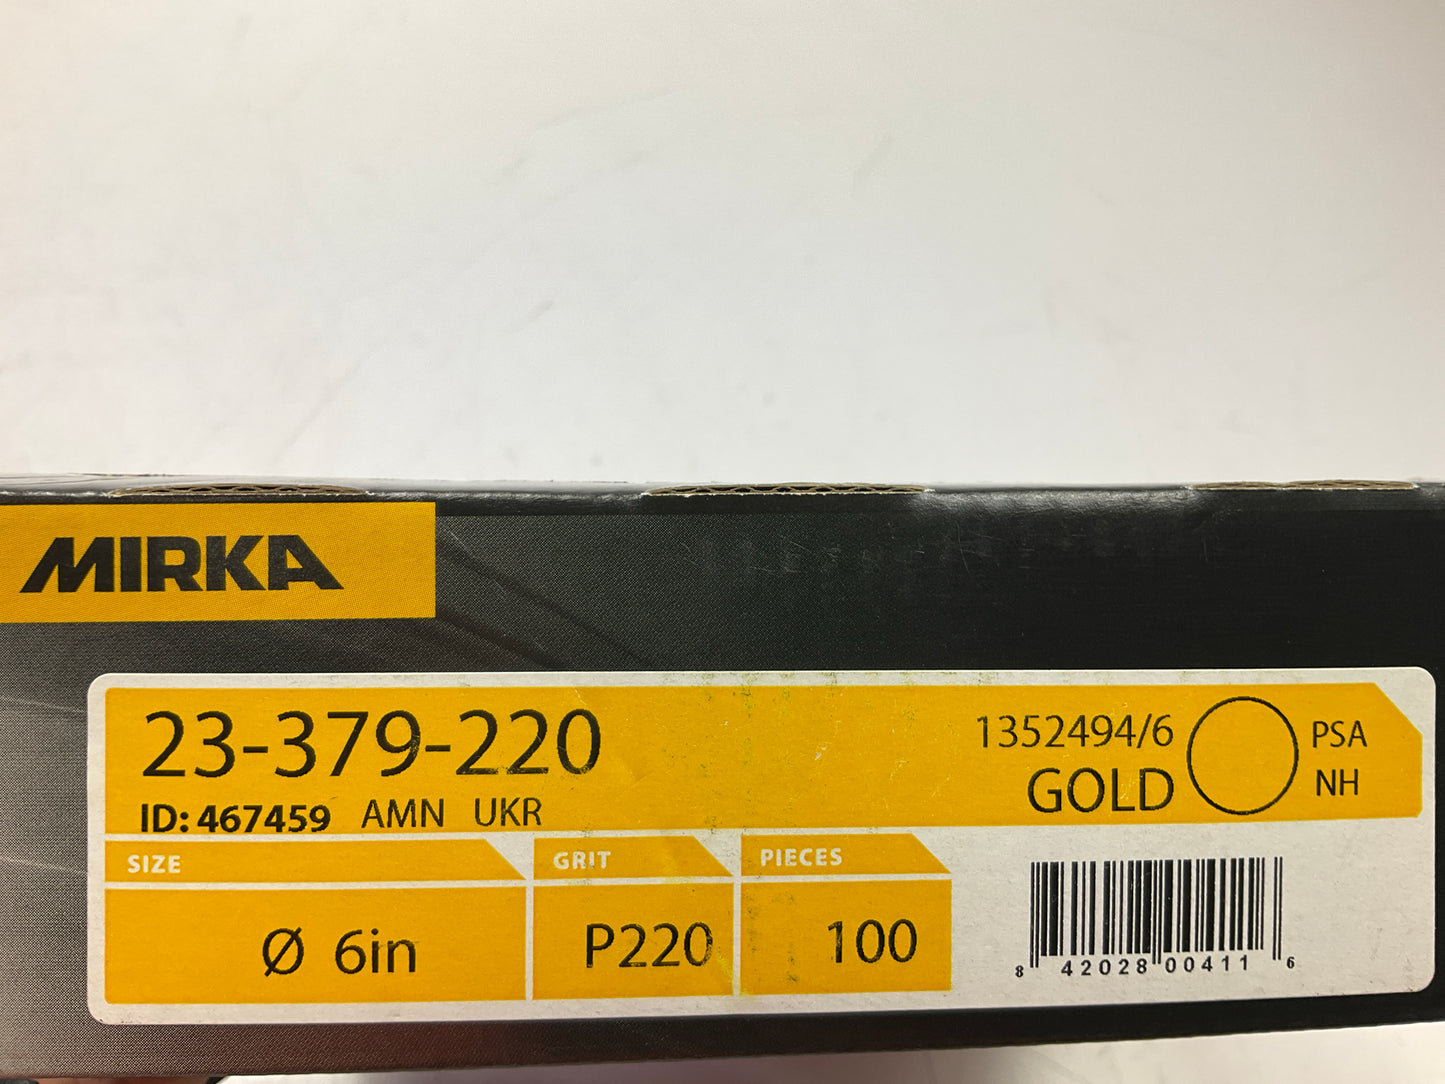 MIRKA
23-379-220
ID: 467459 AMN UKR
1352494/6
GOLD
PSA
NH
SIZE
Ø 6in
GRIT
P220
PIECES
100
8 42028 00411 6